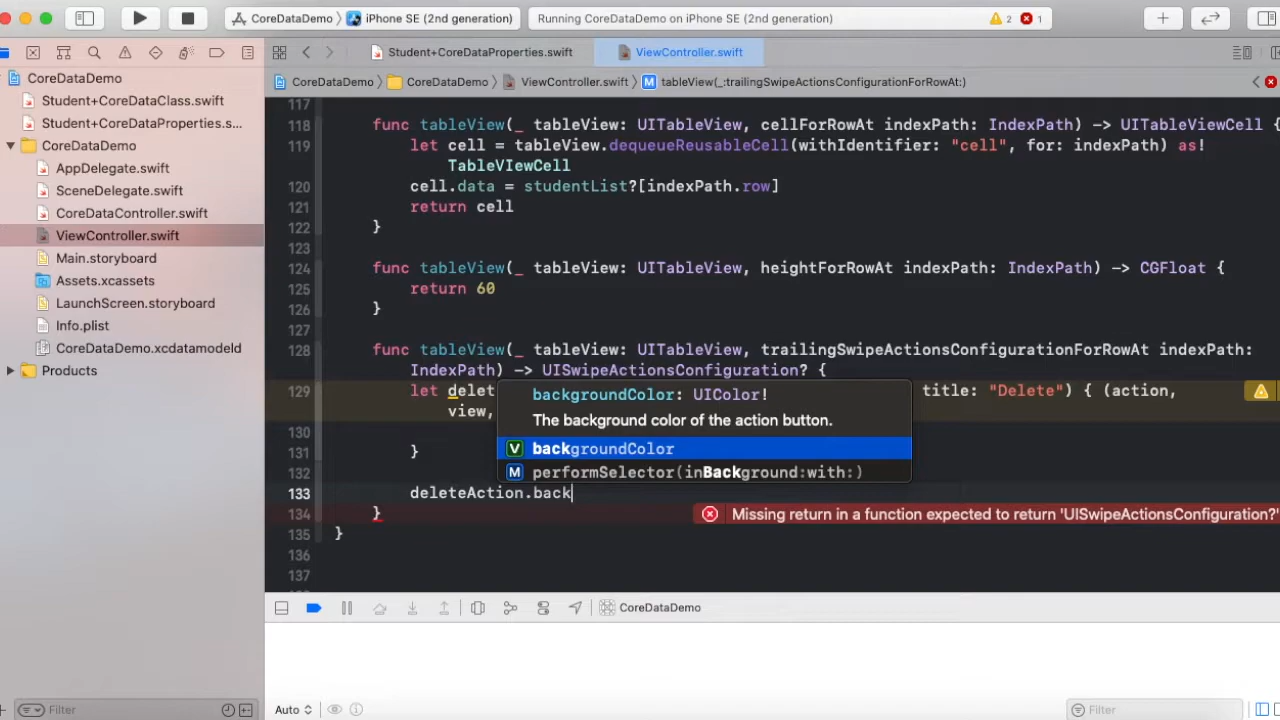 CoreDataDemo
iPhone SE (2nd generation)
Running CoreDataDemo on iPhone SE (2nd generation)
2
1
Student+CoreDataProperties.swift
ViewController.swift
CoreDataDemo
CoreDataDemo
ViewController.swift
M
tableView(_:trailingSwipeActionsConfigurationForRowAt:)
CoreDataDemo
Student+CoreDataClass.swift
Student+CoreDataProperties.s...
CoreDataDemo
AppDelegate.swift
SceneDelegate.swift
CoreDataController.swift
ViewController.swift
Main.storyboard
Assets.xcassets
LaunchScreen.storyboard
Info.plist
CoreDataDemo.xcdatamodeld
Products
117
118 func tableView(_ tableView: UITableView, cellForRowAt indexPath: IndexPath) -> UITableViewCell {
119 let cell = tableView.dequeueReusableCell(withIdentifier: "cell", for: indexPath) as!
TableVIewCell
120 cell.data = studentList?[indexPath.row]
121 return cell
122 }
123
124 func tableView(_ tableView: UITableView, heightForRowAt indexPath: IndexPath) -> CGFloat {
125 return 60
126 }
127
128 func tableView(_ tableView: UITableView, trailingSwipeActionsConfigurationForRowAt indexPath:
IndexPath) -> UISwipeActionsConfiguration? {
129 let delet title: "Delete") { (action,
view,
130
131 }
132
133 deleteAction.back
134 }
Missing return in a function expected to return 'UISwipeActionsConfiguration?'
135 }
136
137
backgroundColor: UIColor!
The background color of the action button.
V backgroundColor
M performSelector(inBackground:with:)
CoreDataDemo
Filter
Auto
Filter